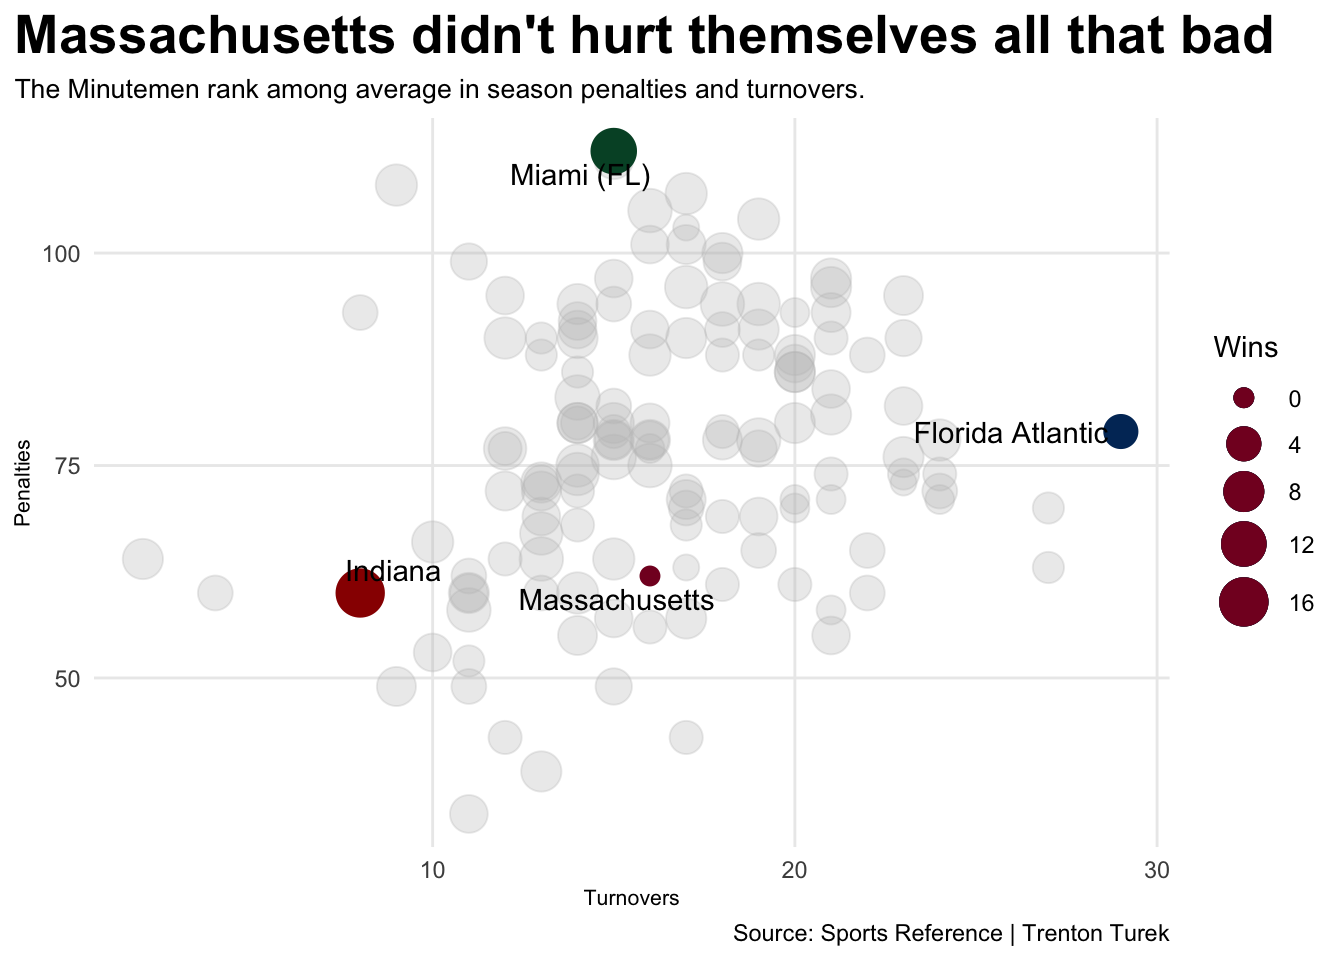 Massachusetts didn't hurt themselves all that bad
The Minutemen rank among average in season penalties and turnovers.
Miami (FL)
100
Wins
0
Florida Atlantic
4
75
Penalties
8
12
Indiana
Massachusetts
16
50
10
20
30
Turnovers
Source: Sports Reference | Trenton Turek